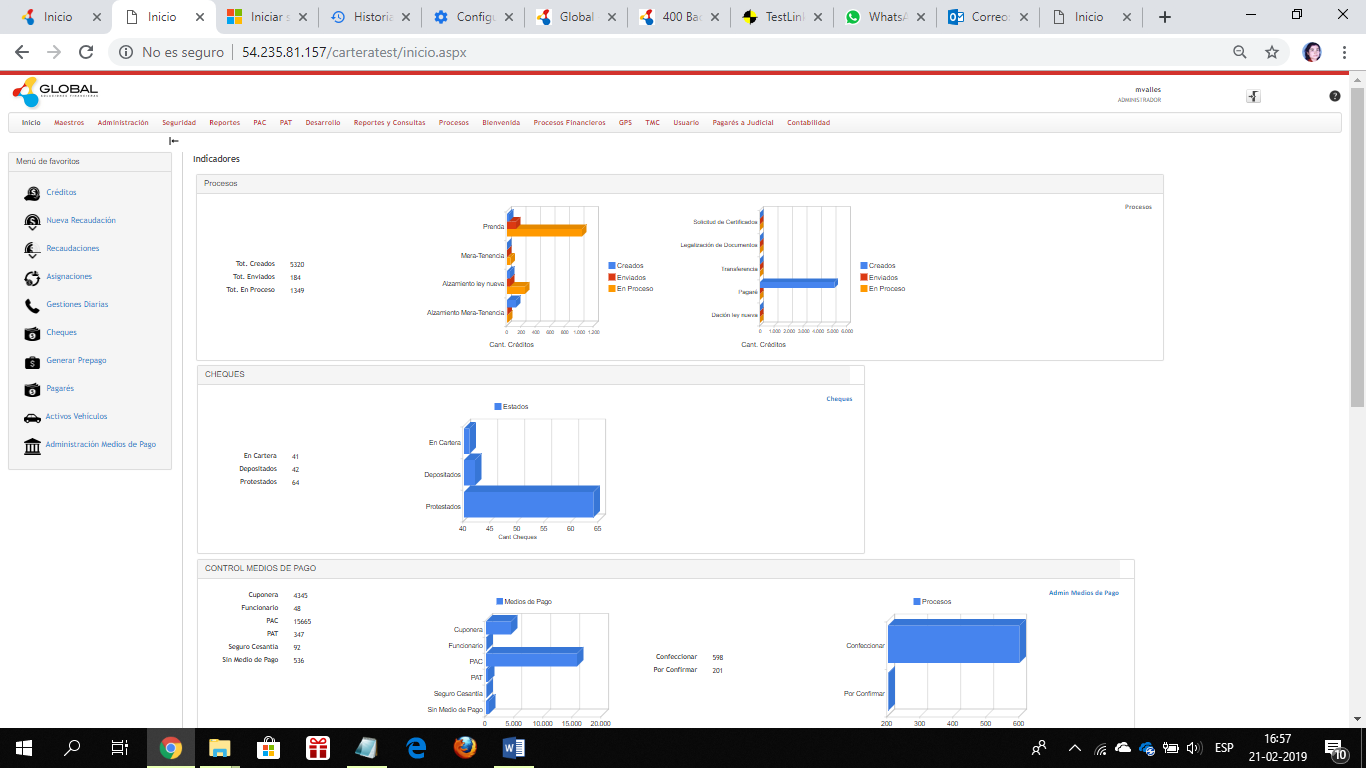 Inicio
Inicio
Iniciar s
Historia
Config
Global
400 Ba
TestLin
WhatsA
Correo:
Inicio
No es seguro | 54.235.81.157/carteratest/inicio.aspx
GLOBAL
SOLUCIONES FINANCIERAS
mvalles
ADMINISTRADOR
Inicio Maestros Administración Seguridad Reportes PAC PAT Desarrollo Reportes y Consultas Procesos Bienvenida Procesos Financieros GPS TMC Usuario Pagarés a Judicial Contabilidad
Menú de favoritos
Créditos
Nueva Recaudación
Recaudaciones
Asignaciones
Gestiones Diarias
Cheques
Generar Prepago
Pagarés
Activos Vehículos
Administración Medios de Pago
Indicadores
Procesos
Procesos
Tot. Creados 5320
Tot. Enviados 184
Tot. En Proceso 1349
Prenda
Mera-Tenencia
Alzamiento ley nueva
Alzamiento Mera-Tenencia
0 200 400 600 800 1.000 1.200
Cant. Créditos
Creados
Enviados
En Proceso
Solicitud de Certificados
Legalización de Documentos
Transferencia
Pagaré
Dación ley nueva
0 1.000 2.000 3.000 4.000 5.000 6.000
Cant. Créditos
Creados
Enviados
En Proceso
CHEQUES
Cheques
En Cartera 41
Depositados 42
Protestados 64
Estados
En Cartera
Depositados
Protestados
40 45 50 55 60 65
Cant Cheques
CONTROL MEDIOS DE PAGO
Admin Medios de Pago
Cuponera 4345
Funcionario 48
PAC 15665
PAT 347
Seguro Cesantia 92
Sin Medio de Pago 536
Medios de Pago
Cuponera
Funcionario
PAC
PAT
Seguro Cesantia
Sin Medio de Pago
0 5.000 10.000 15.000 20.000
Confeccionar 598
Por Confirmar 201
Procesos
Confeccionar
Por Confirmar
200 300 400 500 600
ESP
16:57
21-02-2019
10